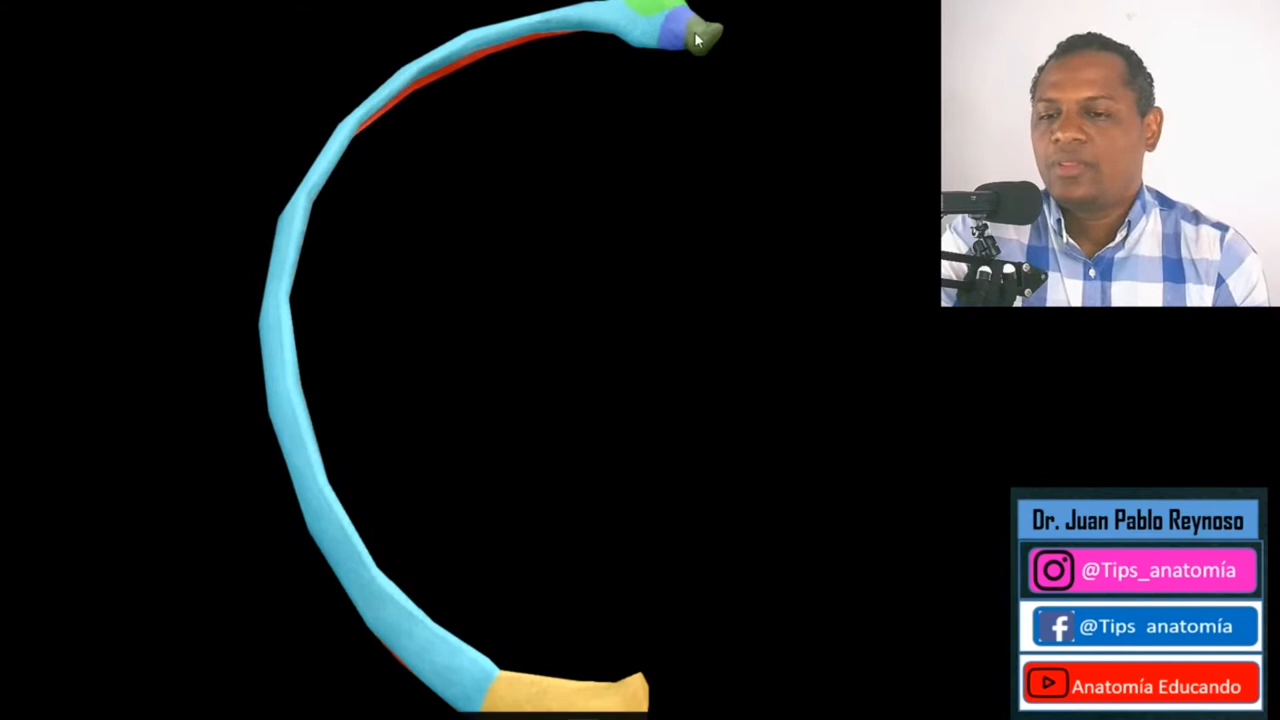 Dr. Juan Pablo Reynoso
@Tips_anatomía
@Tips anatomía
Anatomía Educando